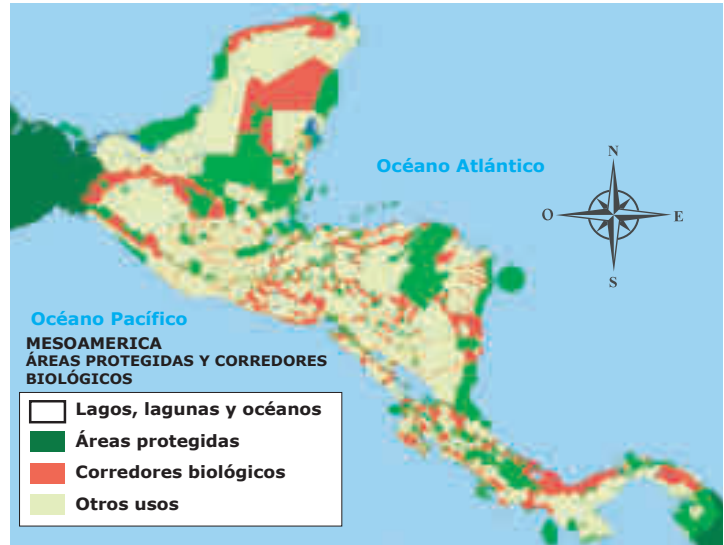 Océano Atlántico
N
O
E
S
Océano Pacífico
MESOAMERICA
ÁREAS PROTEGIDAS Y CORREDORES
BIOLÓGICOS
Lagos, lagunas y océanos
Áreas protegidas
Corredores biológicos
Otros usos